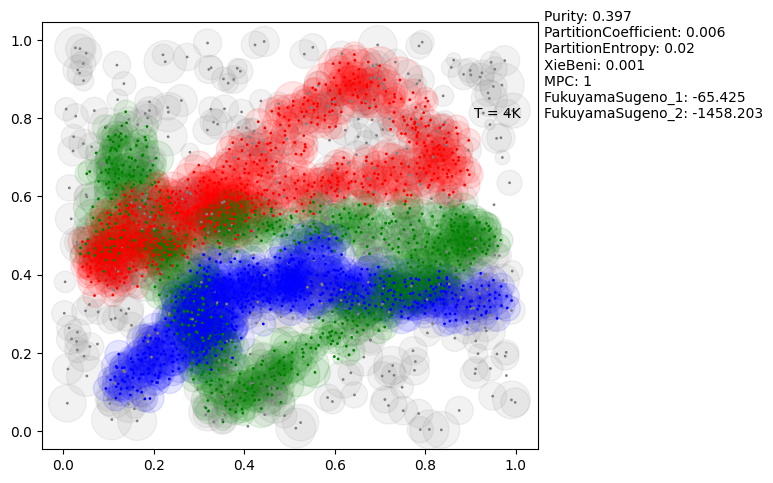 Purity: 0.397
PartitionCoefficient: 0.006
PartitionEntropy: 0.02
XieBeni: 0.001
MPC: 1
FukuyamaSugeno_1: -65.425
FukuyamaSugeno_2: -1458.203
T = 4K
1.0
0.8
0.6
0.4
0.2
0.0
0.0 0.2 0.4 0.6 0.8 1.0